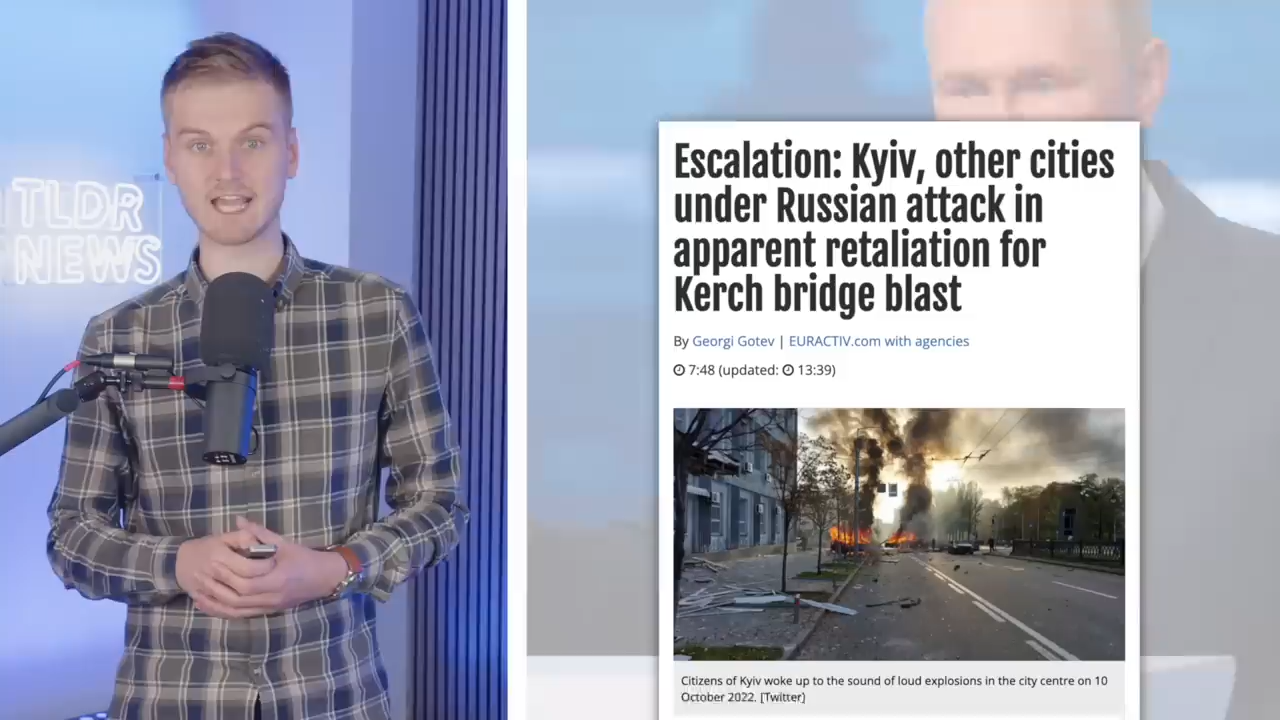 TLDR
NEWS
Escalation: Kyiv, other cities
under Russian attack in
apparent retaliation for
Kerch bridge blast
By Georgi Gotev | EURACTIV.com with agencies
7:48 (updated: 13:39)
Citizens of Kyiv woke up to the sound of loud explosions in the city centre on 10
October 2022. [Twitter]